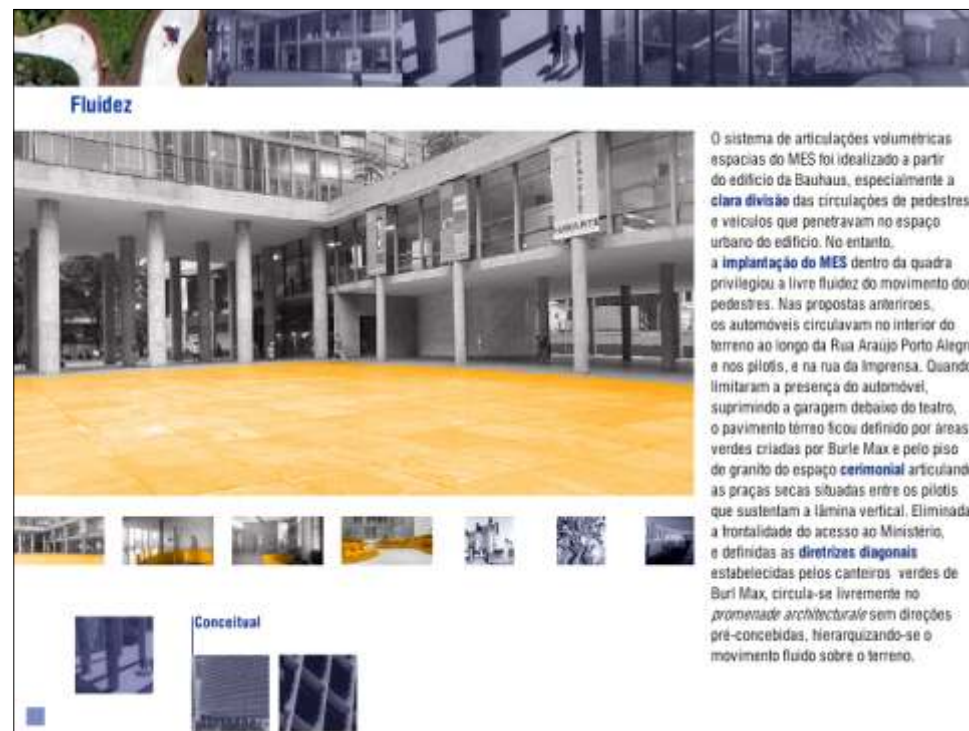 Fluidez
O sistema de articulações volumétricas
espacias do MES foi idealizado a partir
do edifício da Bauhaus, especialmente a
clara divisão das circulações de pedestres
e veículos que penetravam no espaço
urbano do edifício. No entanto,
a implantação do MES dentro da quadra
privilegiou a livre fluidez do movimento dos
pedestres. Nas propostas anteriroes,
os automóveis circulavam no interior do
terreno ao longo da Rua Araújo Porto Alegre
e nos pilotis, e na rua da Imprensa. Quando
limitaram a presença do automóvel,
suprimindo a garagem debaixo do teatro,
o pavimento térreo ficou definido por áreas
verdes criadas por Burle Max e pelo piso
de granito do espaço cerimonial articulando
as praças secas situadas entre os pilotis
que sustentam a lâmina vertical. Eliminada
a frontalidade do acesso ao Ministério,
e definidas as diretrizes diagonais
estabelecidas pelos canteiros verdes de
Burl Max, circula-se livremente no
promenade architecturale sem direções
pré-concebidas, hierarquizando-se o
movimento fluido sobre o terreno.
Conceitual